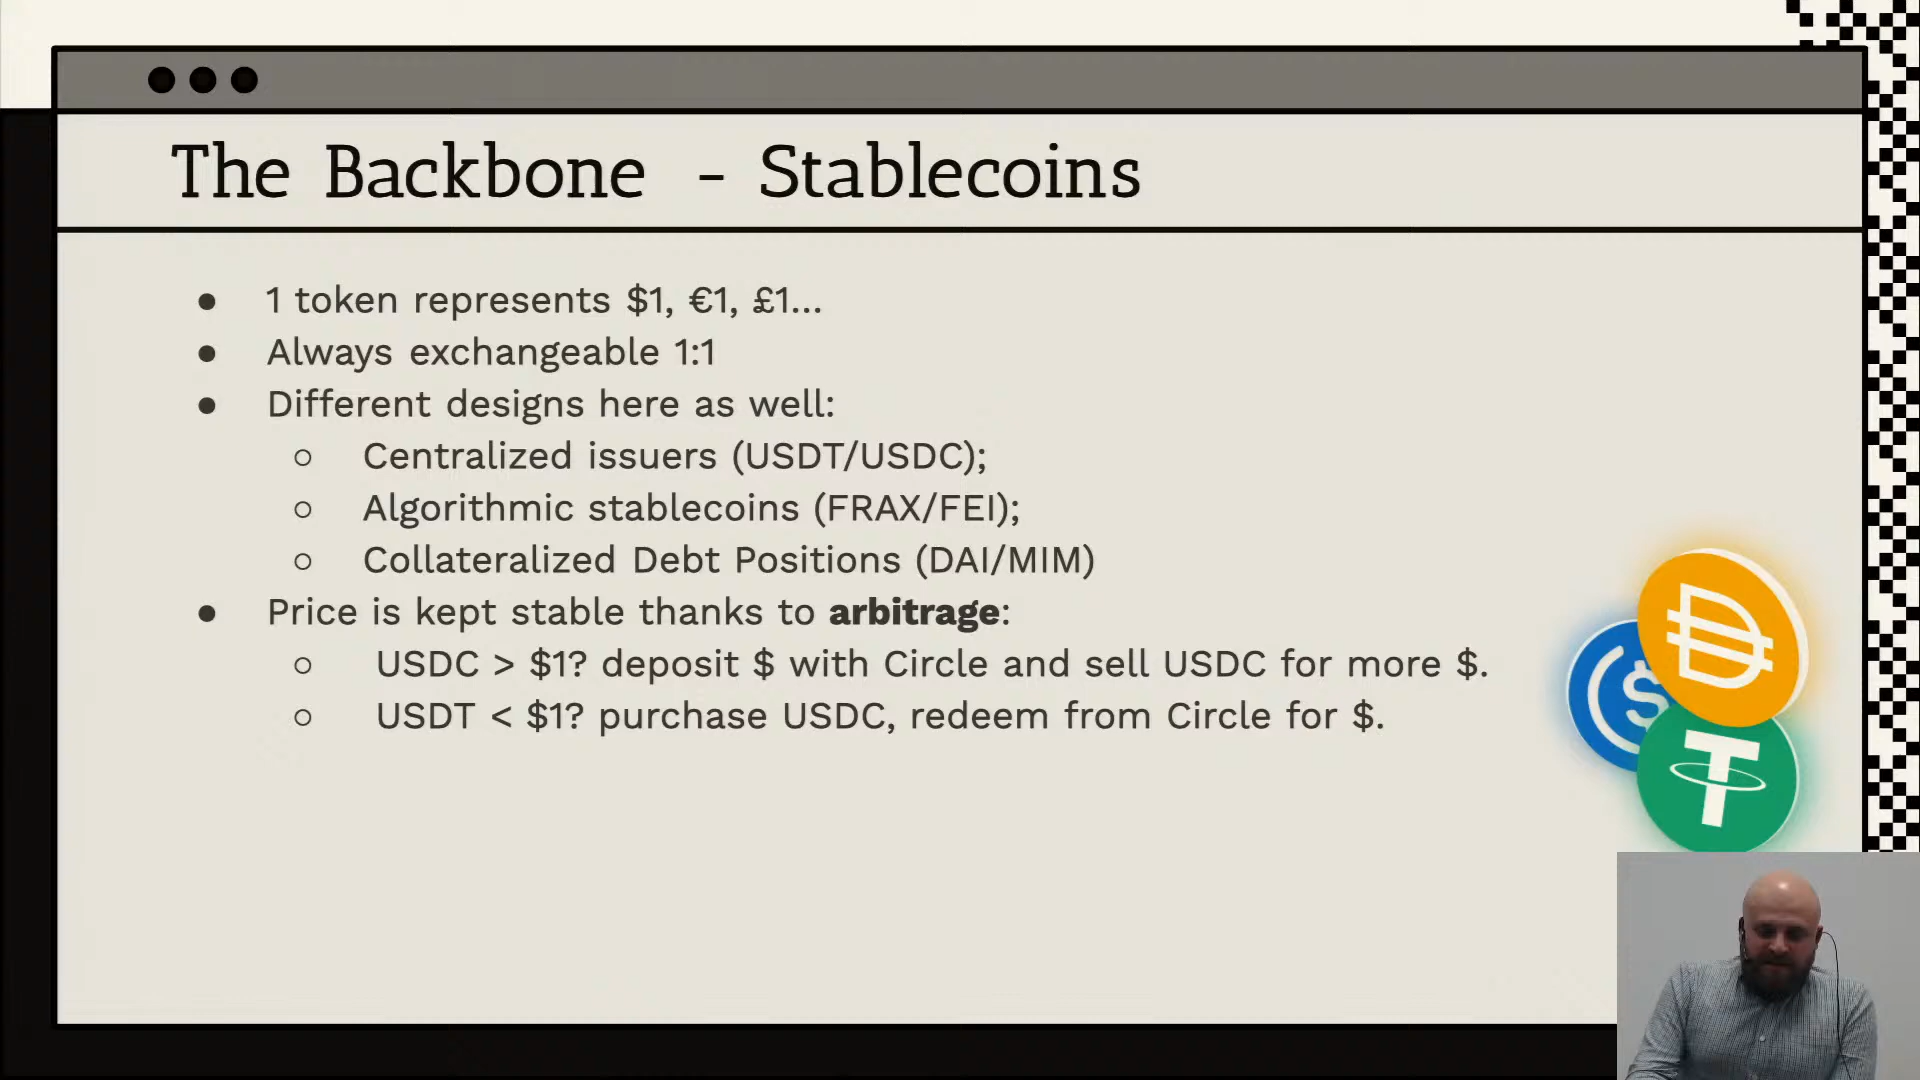 The Backbone - Stablecoins
● 1 token represents $1, €1, £1...
● Always exchangeable 1:1
● Different designs here as well:
○ Centralized issuers (USDT/USDC);
○ Algorithmic stablecoins (FRAX/FEI);
○ Collateralized Debt Positions (DAI/MIM)
● Price is kept stable thanks to arbitrage:
○ USDC > $1? deposit $ with Circle and sell USDC for more $.
○ USDT < $1? purchase USDC, redeem from Circle for $.